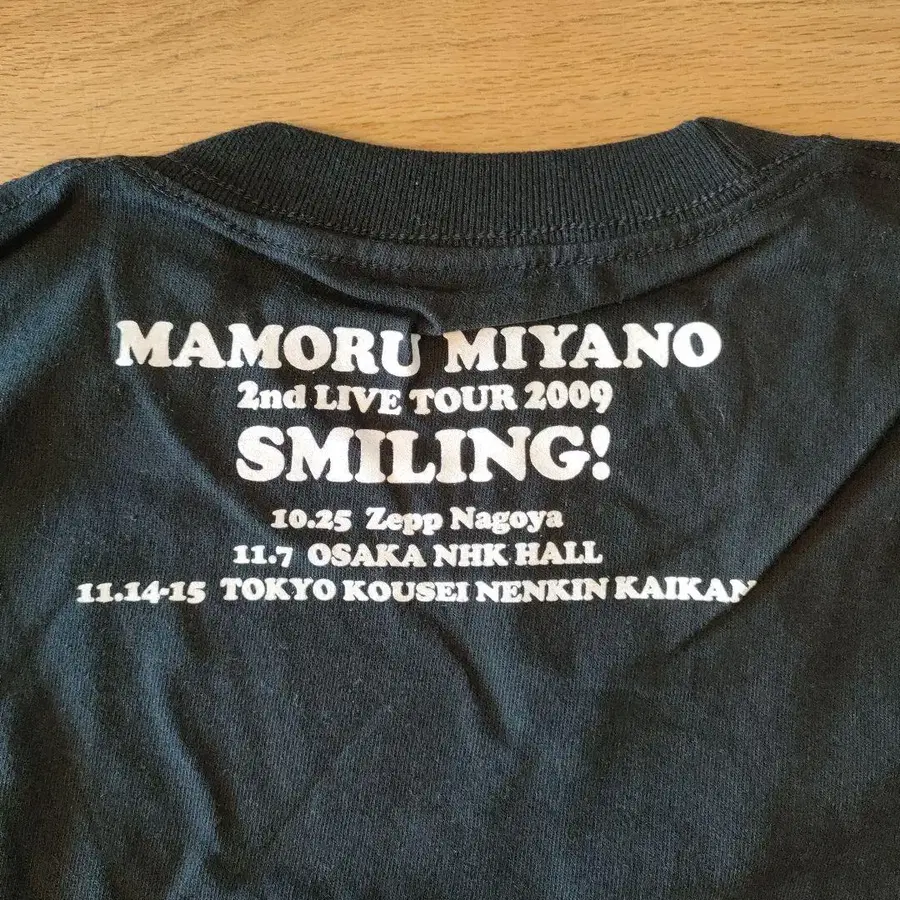 MAMORU MIYANO
2nd LIVE TOUR 2009
SMILING!
10.25 Zepp Nagoya
11.7 OSAKA NHK HALL
11.14-15 TOKYO KOUSEI NENKIN KAIKAN